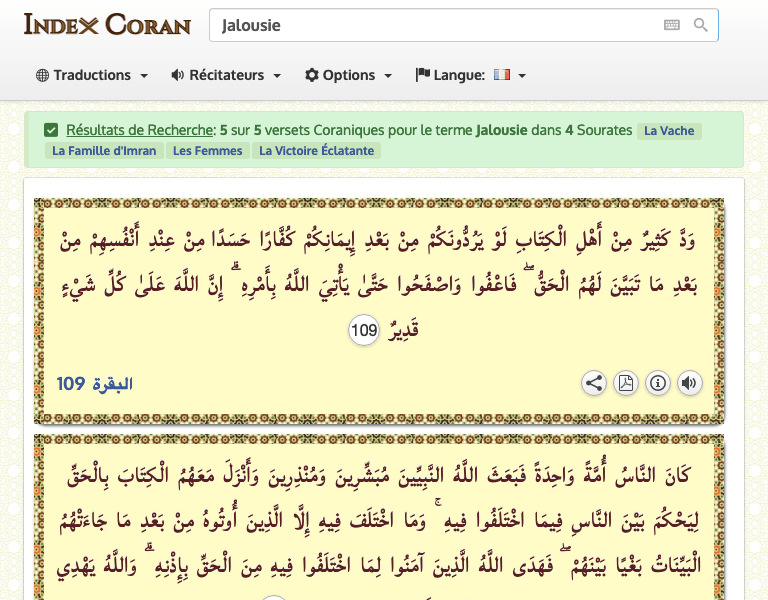 INDEX CORAN
Jalousie
Traductions Récitateurs Options Langue:
Résultats de Recherche: 5 sur 5 versets Coraniques pour le terme Jalousie dans 4 Sourates La Vache
La Famille d'Imran Les Femmes La Victoire Éclatante
وَدَّ كَثِيرٌ مِنْ أَهْلِ الْكِتَابِ لَوْ يَرُدُّونَكُمْ مِنْ بَعْدِ إِيمَانِكُمْ كُفَّارًا حَسَدًا مِنْ عِنْدِ أَنْفُسِهِمْ مِنْ
بَعْدِ مَا تَبَيَّنَ لَهُمُ الْحَقُّ ۖ فَاعْفُوا وَاصْفَحُوا حَتَّىٰ يَأْتِيَ اللَّهُ بِأَمْرِهِ ۗ إِنَّ اللَّهَ عَلَىٰ كُلِّ شَيْءٍ
قَدِيرٌ 109
البقرة 109
كَانَ النَّاسُ أُمَّةً وَاحِدَةً فَبَعَثَ اللَّهُ النَّبِيِّينَ مُبَشِّرِينَ وَمُنْذِرِينَ وَأَنْزَلَ مَعَهُمُ الْكِتَابَ بِالْحَقِّ
لِيَحْكُمَ بَيْنَ النَّاسِ فِيمَا اخْتَلَفُوا فِيهِ ۚ وَمَا اخْتَلَفَ فِيهِ إِلَّا الَّذِينَ أُوتُوهُ مِنْ بَعْدِ مَا جَاءَتْهُمُ
الْبَيِّنَاتُ بَغْيًا بَيْنَهُمْ ۖ فَهَدَى اللَّهُ الَّذِينَ آمَنُوا لِمَا اخْتَلَفُوا فِيهِ مِنَ الْحَقِّ بِإِذْنِهِ ۗ وَاللَّهُ يَهْدِي